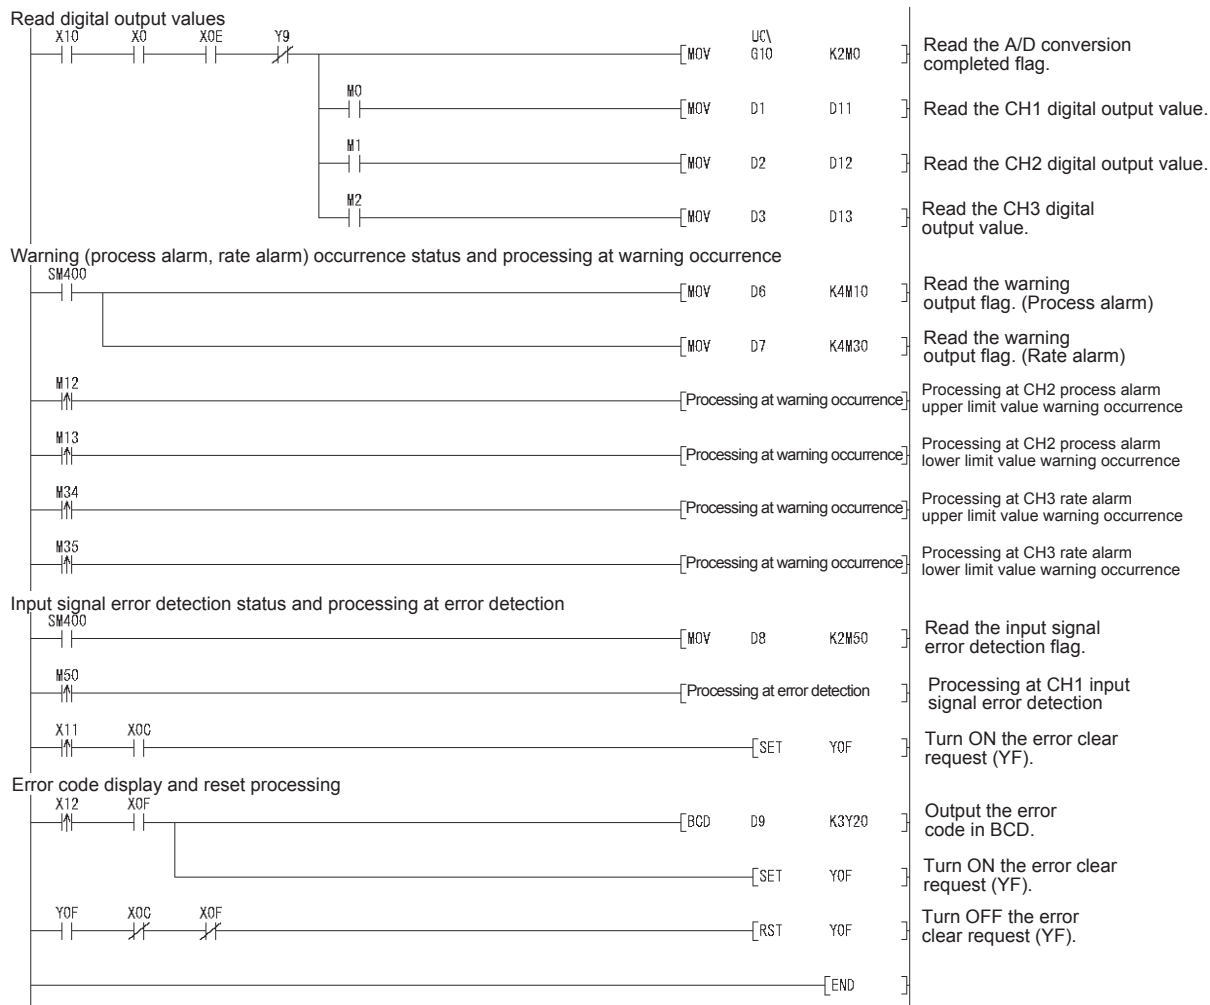 Read digital output values
X10 X0 X0E Y9
U0\
MOV G10 K2M0
Read the A/D conversion
completed flag.
M0
MOV D1 D11
Read the CH1 digital output value.
M1
MOV D2 D12
Read the CH2 digital output value.
M2
MOV D3 D13
Read the CH3 digital
output value.
Warning (process alarm, rate alarm) occurrence status and processing at warning occurrence
SM400
MOV D6 K4M10
Read the warning
output flag. (Process alarm)
MOV D7 K4M30
Read the warning
output flag. (Rate alarm)
M12
Processing at warning occurrence
Processing at CH2 process alarm
upper limit value warning occurrence
M13
Processing at warning occurrence
Processing at CH2 process alarm
lower limit value warning occurrence
M34
Processing at warning occurrence
Processing at CH3 rate alarm
upper limit value warning occurrence
M35
Processing at warning occurrence
Processing at CH3 rate alarm
lower limit value warning occurrence
Input signal error detection status and processing at error detection
SM400
MOV D8 K2M50
Read the input signal
error detection flag.
M50
Processing at error detection
Processing at CH1 input
signal error detection
X11 X0C
SET Y0F
Turn ON the error clear
request (YF).
Error code display and reset processing
X12 X0F
BCD D9 K3Y20
Output the error
code in BCD.
SET Y0F
Turn ON the error clear
request (YF).
Y0F X0C X0F
RST Y0F
Turn OFF the error
clear request (YF).
END